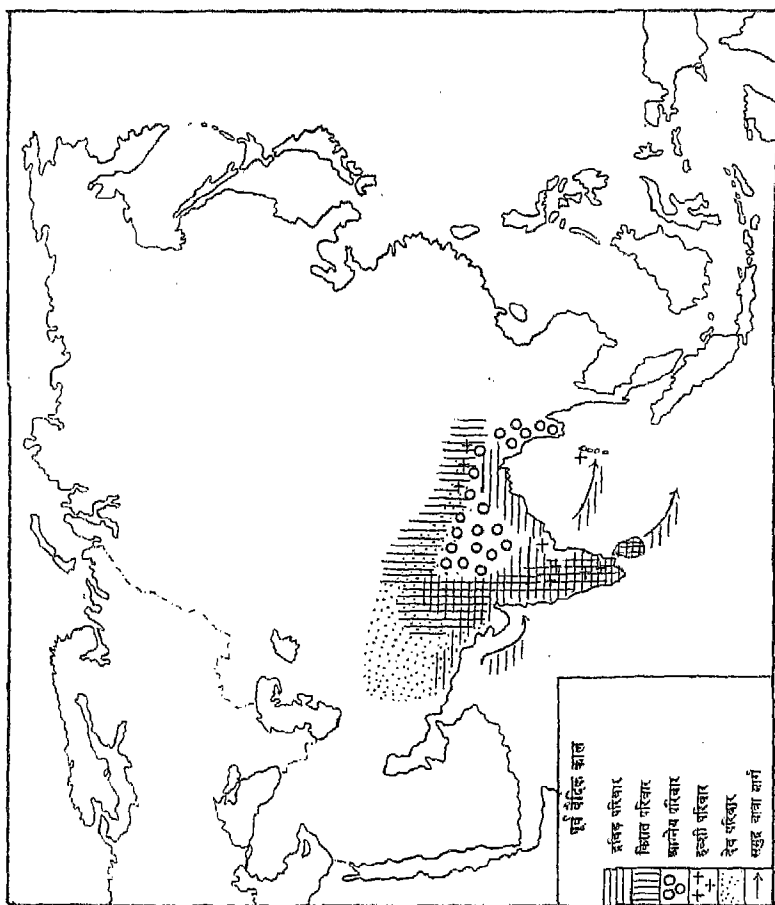 पूर्व वैदिक काल
द्रविड़ परिवार
किरात परिवार
आग्नेय परिवार
हब्शी परिवार
देव परिवार
समुद्र यात्रा मार्ग